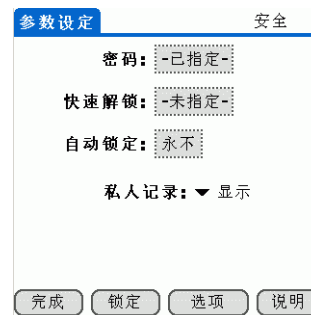 参数设定 安全
密码: -已指定-
快速解锁: -未指定-
自动锁定: 永不
私人记录: 显示
完成 锁定 选项 说明